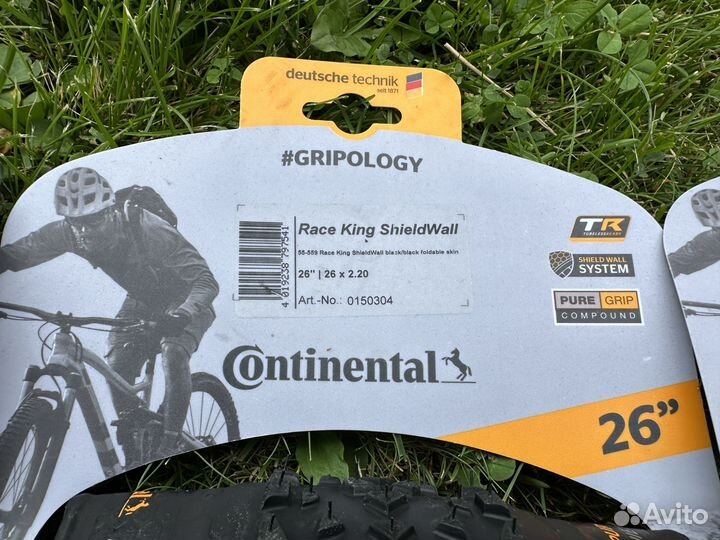 deutsche technik
seit 1871
#GRIPOLOGY
4 019238 797541
Race King ShieldWall
55-559 Race King ShieldWall black/black foldable skin
26" | 26 x 2.20
Art.-No.: 0150304
TR
TUBELESS READY
SHIELD WALL
SYSTEM
PURE GRIP
COMPOUND
Continental
26”
Avito